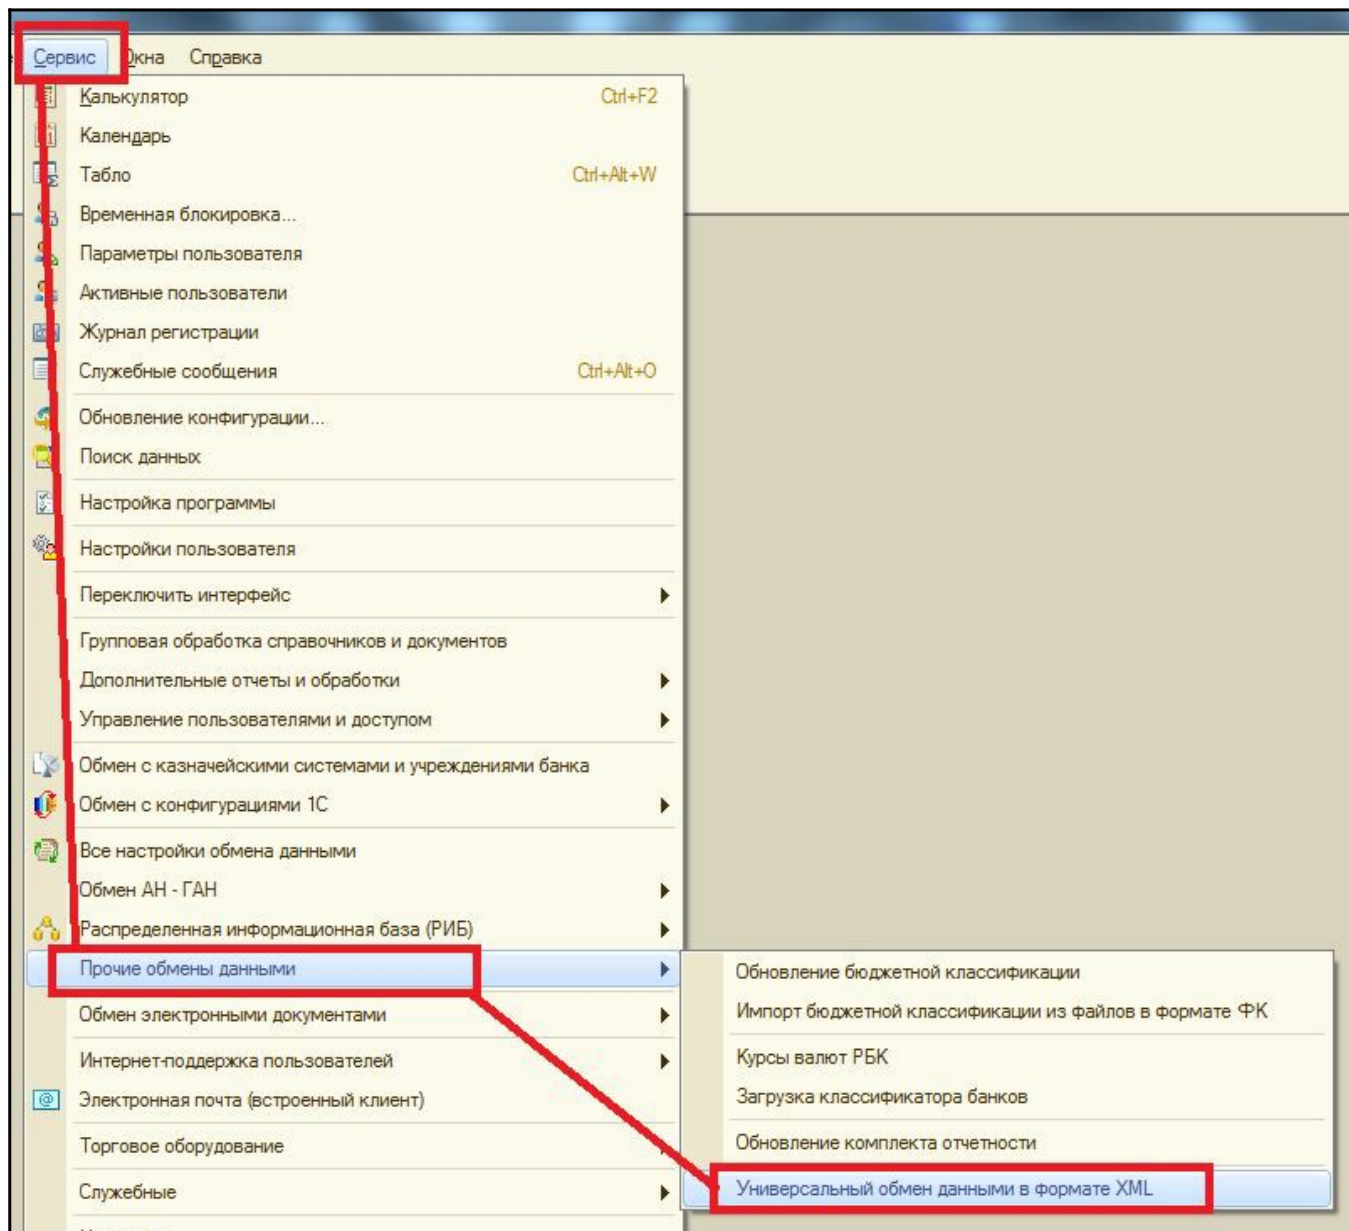 Сервис Окна Справка
Калькулятор Ctrl+F2
Календарь
Табло Ctrl+Alt+W
Временная блокировка...
Параметры пользователя
Активные пользователи
Журнал регистрации
Служебные сообщения Ctrl+Alt+O
Обновление конфигурации...
Поиск данных
Настройка программы
Настройки пользователя
Переключить интерфейс
Групповая обработка справочников и документов
Дополнительные отчеты и обработки
Управление пользователями и доступом
Обмен с казначейскими системами и учреждениями банка
Обмен с конфигурациями 1С
Все настройки обмена данными
Обмен АН - ГАН
Распределенная информационная база (РИБ)
Прочие обмены данными
Обмен электронными документами
Интернет-поддержка пользователей
Электронная почта (встроенный клиент)
Торговое оборудование
Служебные
Обновление бюджетной классификации
Импорт бюджетной классификации из файлов в формате ФК
Курсы валют РБК
Загрузка классификатора банков
Обновление комплекта отчетности
Универсальный обмен данными в формате XML